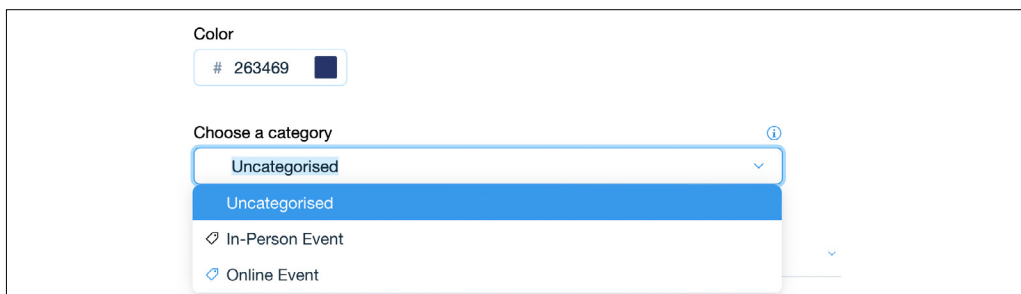 Color
# 263469
Choose a category
Uncategorised
Uncategorised
In-Person Event
Online Event